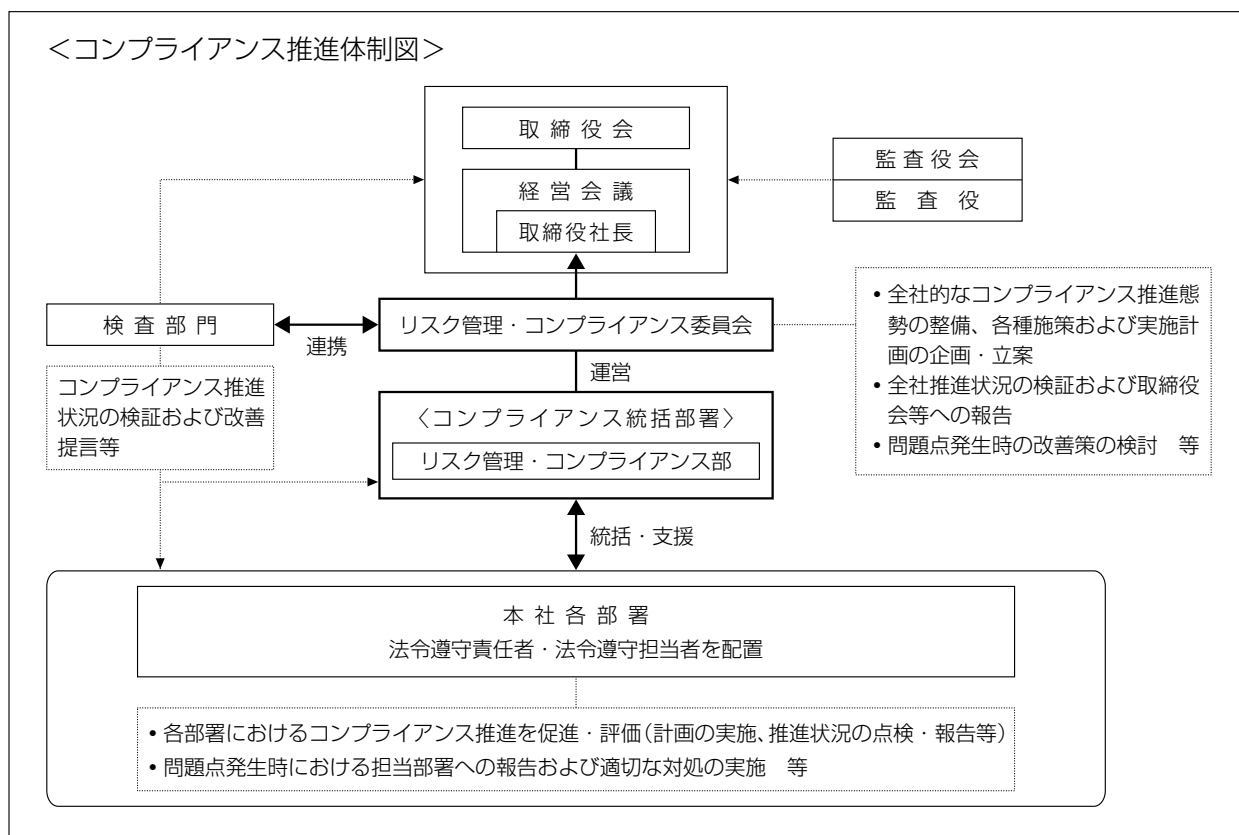 ＜コンプライアンス推進体制図＞
取締役会
経営会議
取締役社長
監査役会
監査役
検査部門
連携
リスク管理・コンプライアンス委員会
運営
・全社的なコンプライアンス推進態
勢の整備、各種施策および実施計
画の企画・立案
・全社推進状況の検証および取締役
会等への報告
・問題点発生時の改善策の検討　等
コンプライアンス推進
状況の検証および改善
提言等
〈コンプライアンス統括部署〉
リスク管理・コンプライアンス部
統括・支援
本社各部署
法令遵守責任者・法令遵守担当者を配置
・各部署におけるコンプライアンス推進を促進・評価（計画の実施、推進状況の点検・報告等）
・問題点発生時における担当部署への報告および適切な対処の実施　等